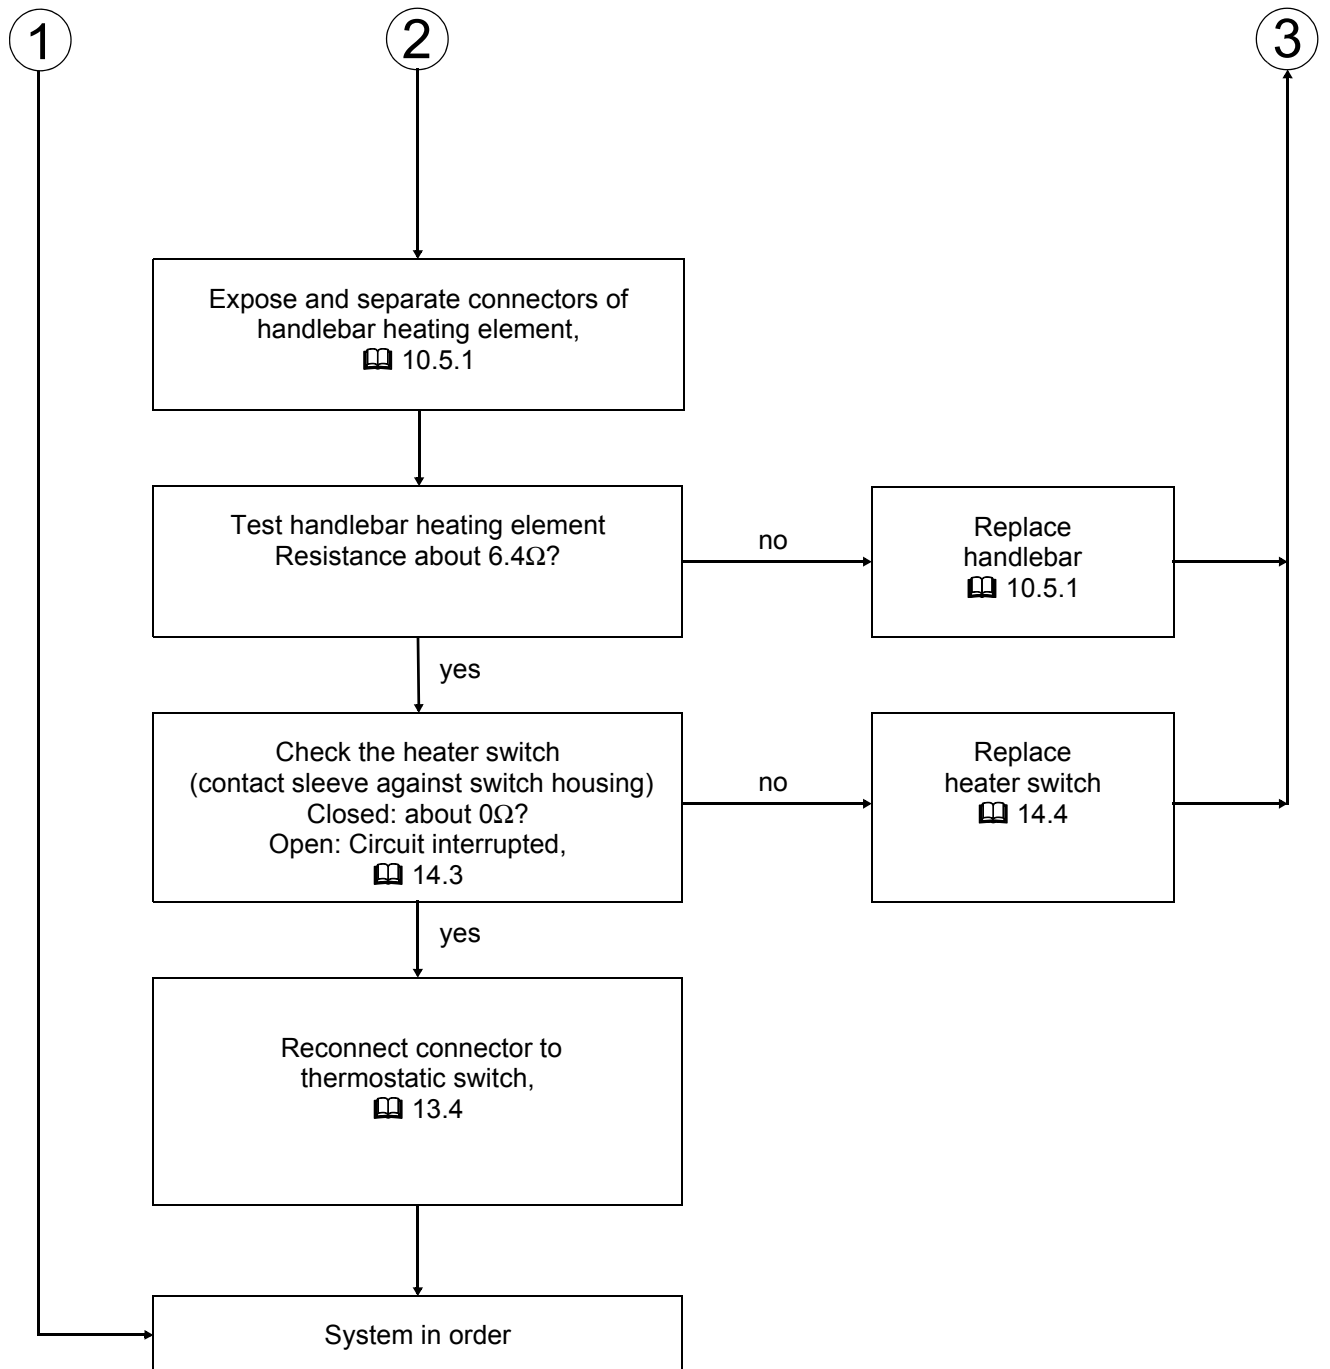 1
2
3
Expose and separate connectors of
handlebar heating element,
10.5.1
Test handlebar heating element
Resistance about 6.4Ω?
no
Replace
handlebar
10.5.1
yes
Check the heater switch
(contact sleeve against switch housing)
Closed: about 0Ω?
Open: Circuit interrupted,
14.3
no
Replace
heater switch
14.4
yes
Reconnect connector to
thermostatic switch,
13.4
System in order